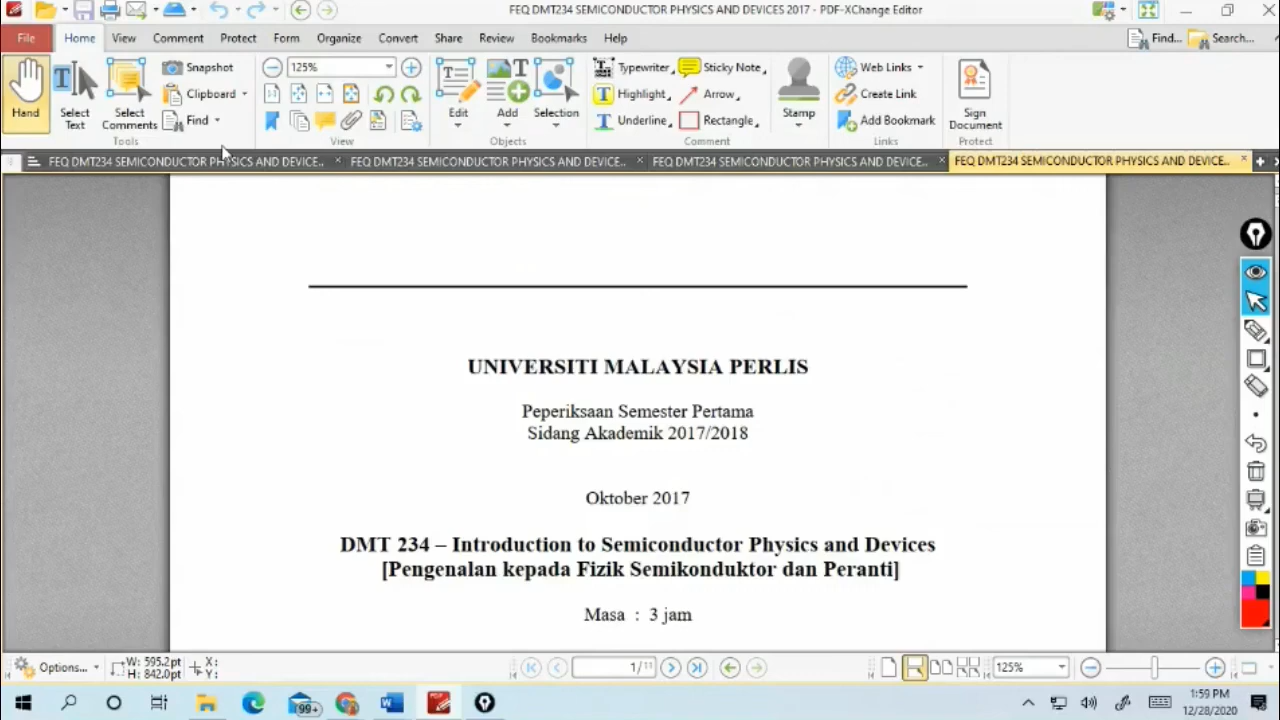 FEQ DMT234 SEMICONDUCTOR PHYSICS AND DEVICES 2017 - PDF-XChange Editor
File Home View Comment Protect Form Organize Convert Share Review Bookmarks Help Find... Search...
Hand
Select Text
Select Comments
Snapshot
Clipboard
Find
Tools
125%
View
Edit
Add
Selection
Objects
Typewriter
Sticky Note
Highlight
Arrow
Underline
Rectangle
Stamp
Comment
Web Links
Create Link
Add Bookmark
Links
Sign Document
Protect
FEQ DMT234 SEMICONDUCTOR PHYSICS AND DEVICE.. FEQ DMT234 SEMICONDUCTOR PHYSICS AND DEVICE.. FEQ DMT234 SEMICONDUCTOR PHYSICS AND DEVICE.. FEQ DMT234 SEMICONDUCTOR PHYSICS AND DEVICE..
UNIVERSITI MALAYSIA PERLIS
Peperiksaan Semester Pertama
Sidang Akademik 2017/2018
Oktober 2017
DMT 234 – Introduction to Semiconductor Physics and Devices
[Pengenalan kepada Fizik Semikonduktor dan Peranti]
Masa : 3 jam
Options...
W: 595.2pt
H: 842.0pt
X:
Y:
1/11
125%
99+
1:59 PM
12/28/2020